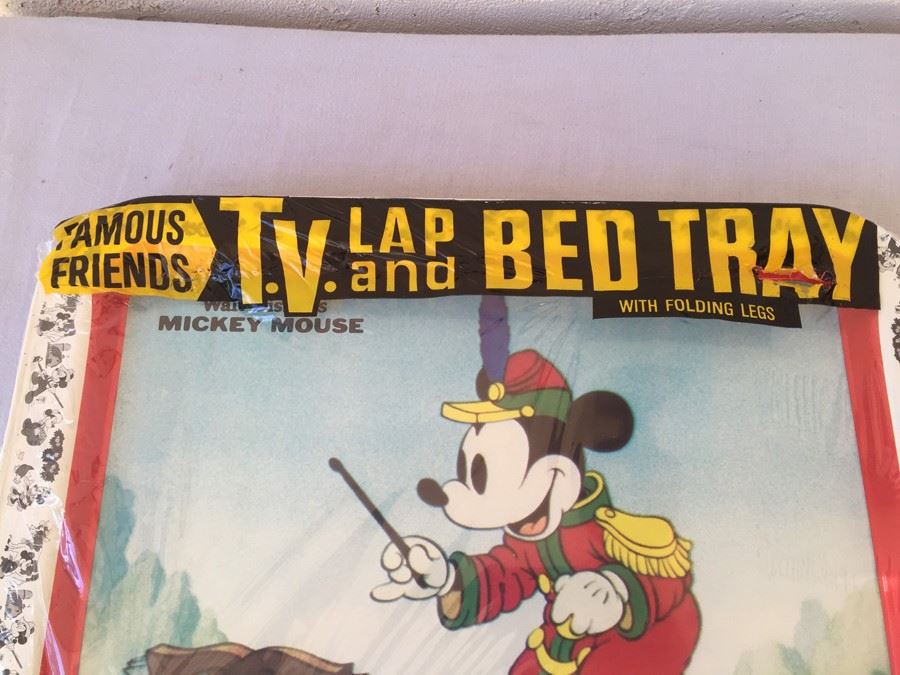 FAMOUS
FRIENDS
T.V. LAP
and BED TRAY
WITH FOLDING LEGS
MICKEY MOUSE